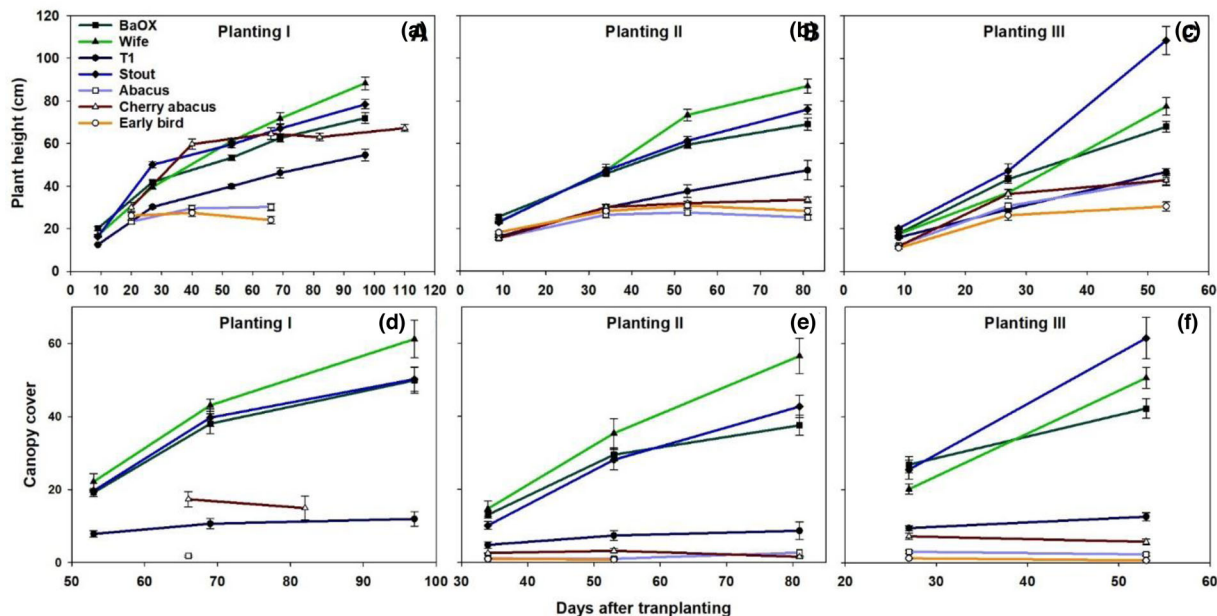 Planting I (a) A
Planting II (b) B
Planting III (c) C
BaOX
Wife
T1
Stout
Abacus
Cherry abacus
Early bird
Plant height (cm)
120
100
80
60
40
20
0
0 10 20 30 40 50 60 70 80 90 100 110 120
0 10 20 30 40 50 60 70 80
0 10 20 30 40 50 60
Planting I (d)
Planting II (e)
Planting III (f)
Canopy cover
60
40
20
0
50 60 70 80 90 100
30 40 50 60 70 80
20 30 40 50 60
Days after tranplanting